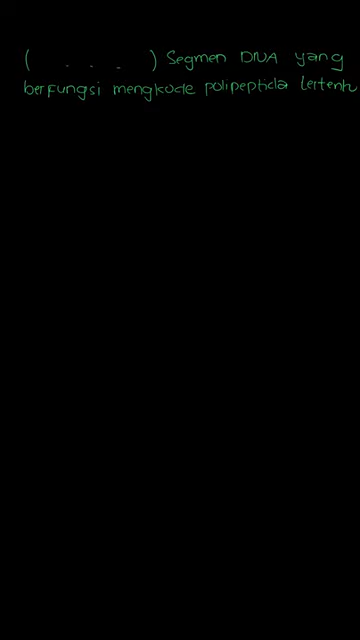 ( . . . ) Segmen DNA yang
berfungsi mengkode polipeptida tertentu